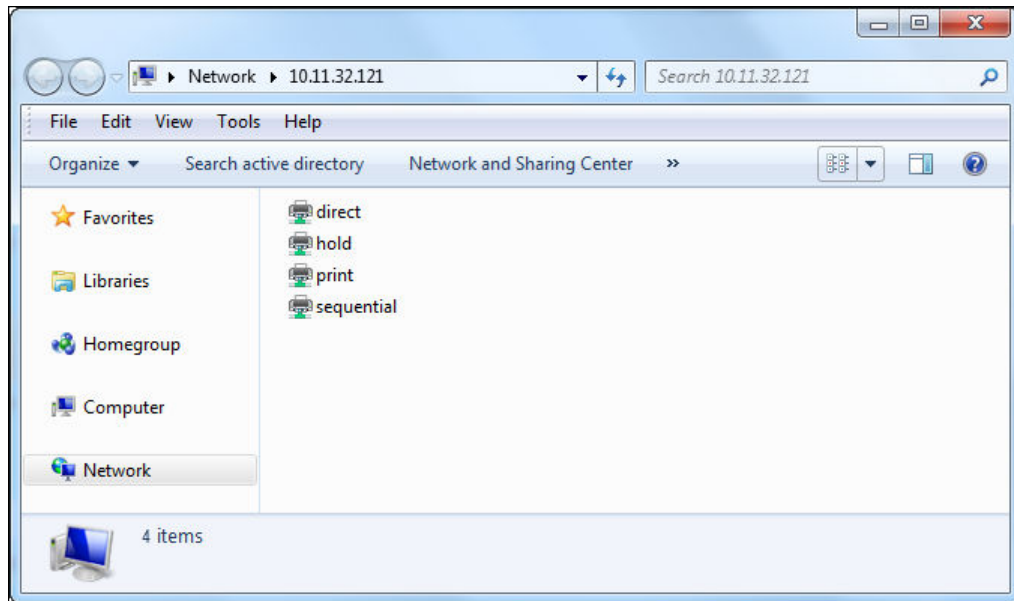 Network ▸ 10.11.32.121 Search 10.11.32.121
File Edit View Tools Help
Organize Search active directory Network and Sharing Center »
Favorites
Libraries
Homegroup
Computer
Network
direct
hold
print
sequential
4 items